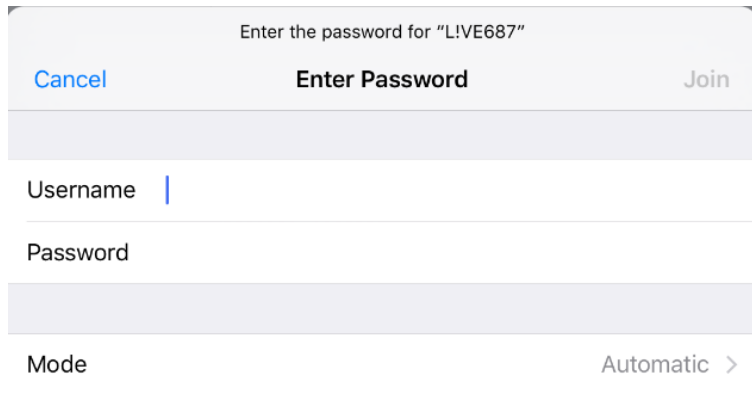 Enter the password for “L!VE687”
Cancel Enter Password Join
Username
Password
Mode Automatic